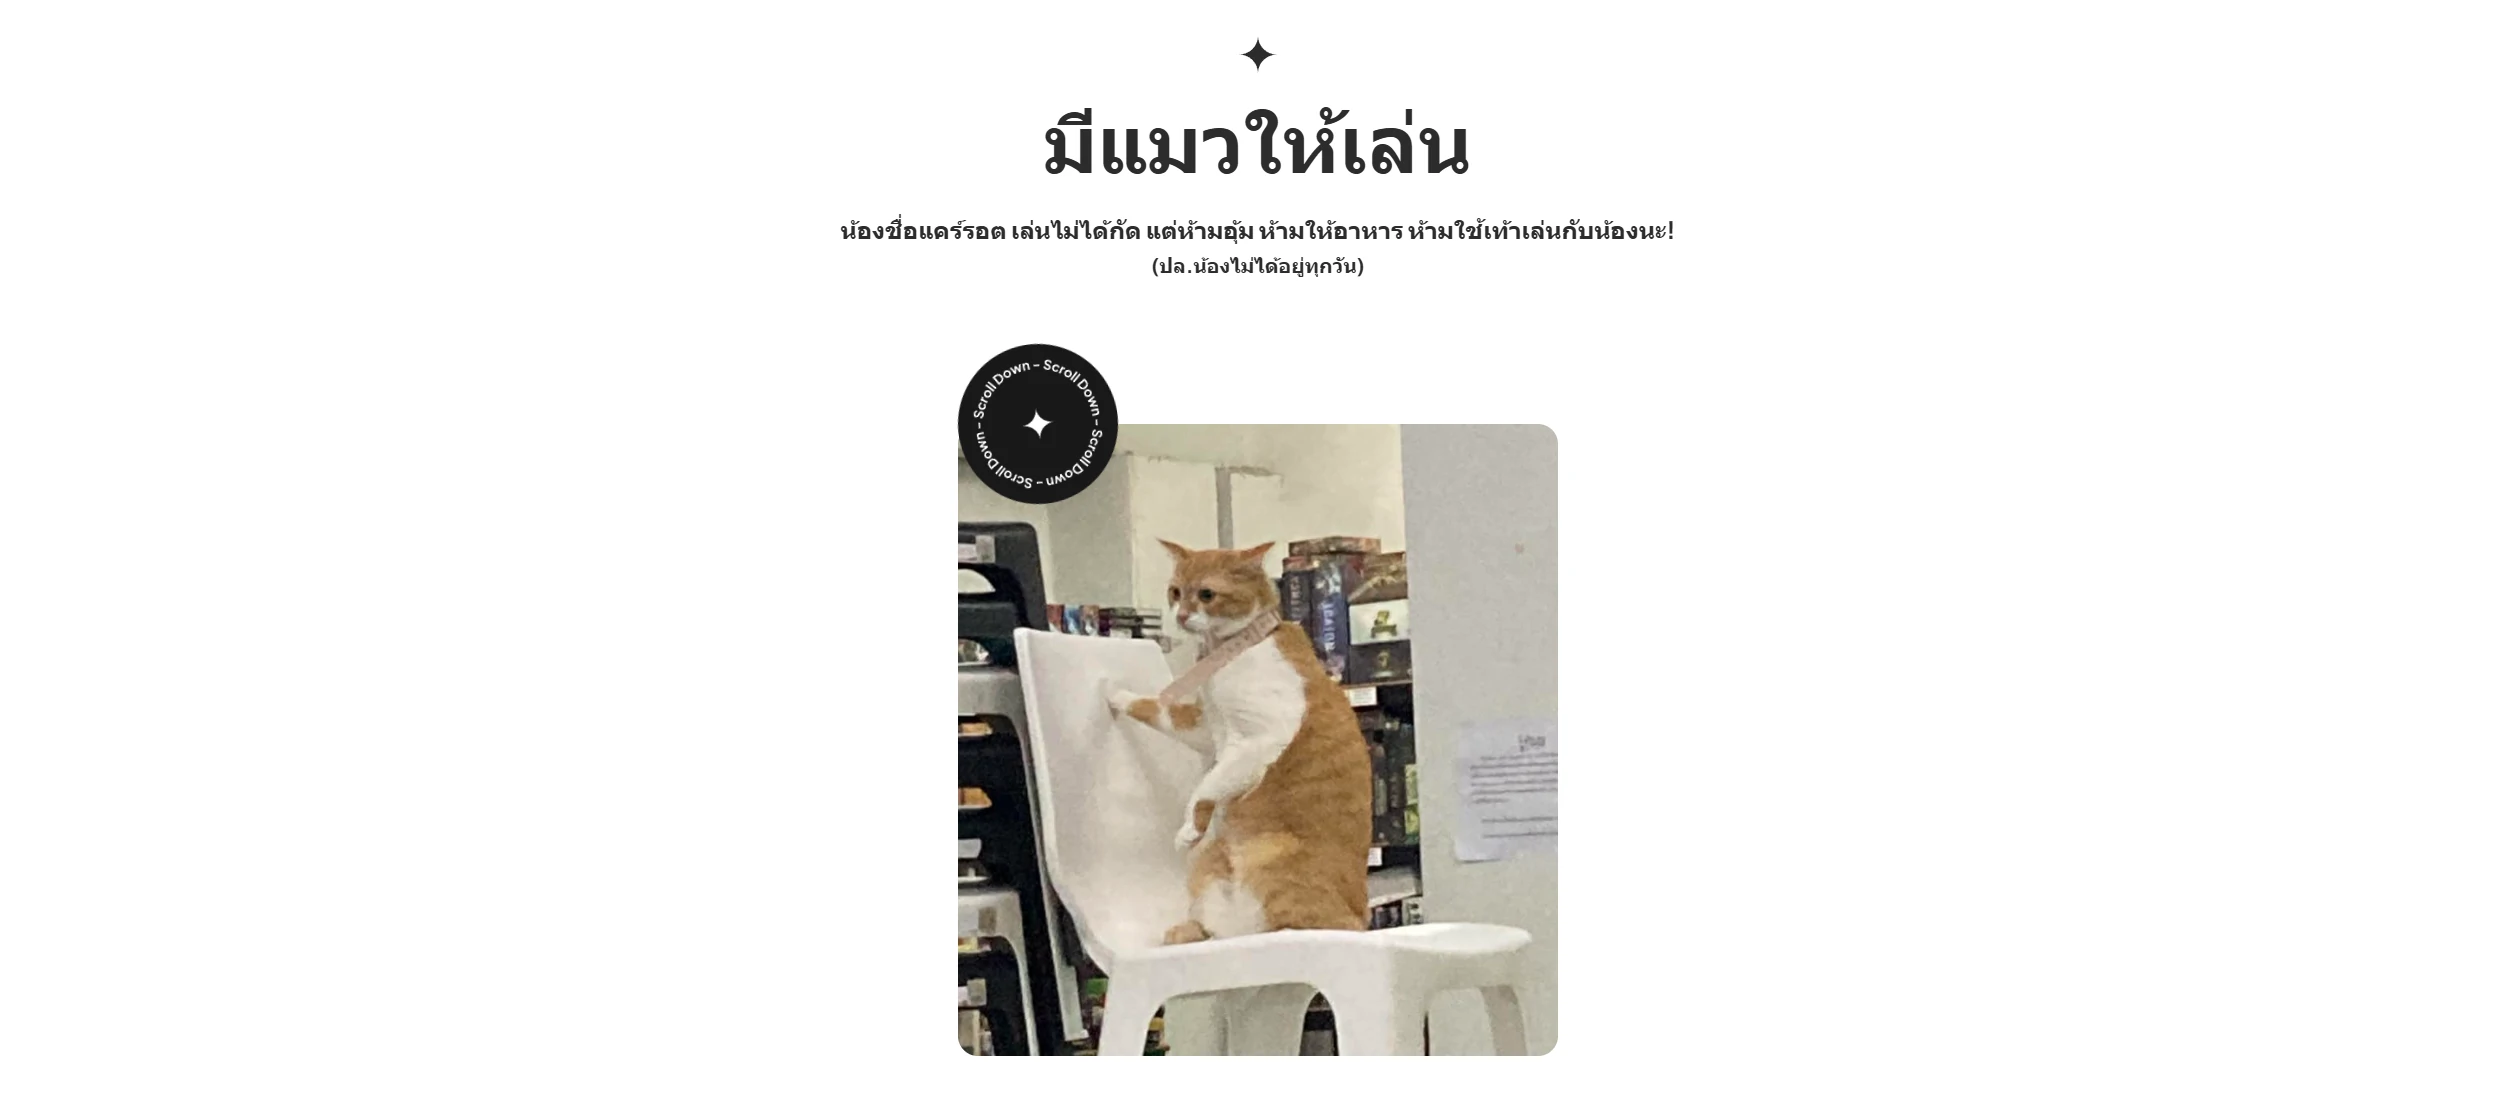 มีแมวให้เล่น
น้องชื่อแคร์รอต เล่นไม่ได้กัด แต่ห้ามอุ้ม ห้ามให้อาหาร ห้ามใช้เท้าเล่นกับน้องนะ!
(ปล.น้องไม่ได้อยู่ทุกวัน)
Scroll Down – Scroll Down – Scroll Down – Scroll Down –